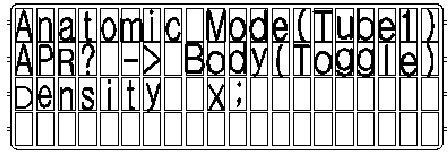 Anatomic Mode(Tube1)
APR? -> Body(Toggle)
Density  x;